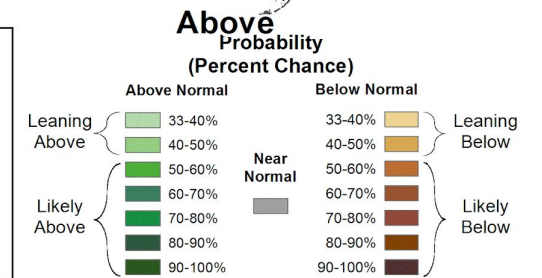 Above
Probability
(Percent Chance)
Above Normal
Below Normal
Leaning
Above
33-40%
40-50%
Likely
Above
50-60%
60-70%
70-80%
80-90%
90-100%
Near
Normal
33-40%
40-50%
Leaning
Below
50-60%
60-70%
70-80%
80-90%
90-100%
Likely
Below